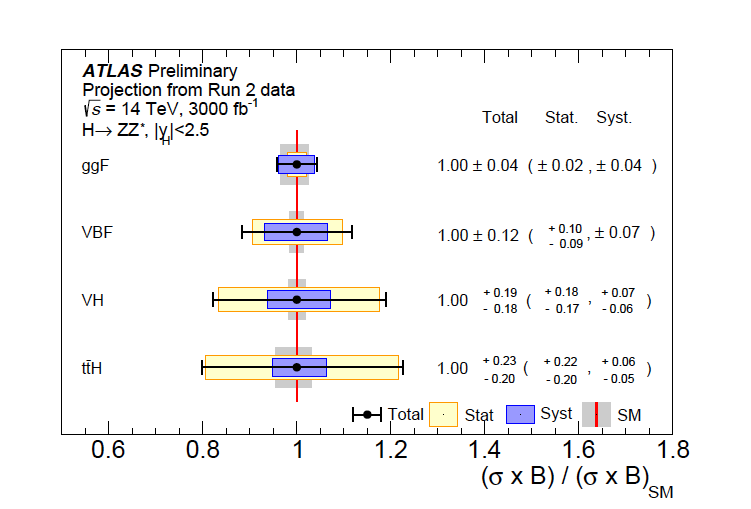 ATLAS Preliminary
Projection from Run 2 data
√s = 14 TeV, 3000 fb⁻¹
H→ ZZ*, |y_H|<2.5
Total Stat. Syst.
ggF 1.00 ± 0.04 ( ± 0.02 , ± 0.04 )
VBF 1.00 ± 0.12 ( + 0.10 - 0.09 , ± 0.07 )
VH 1.00 + 0.19 - 0.18 ( + 0.18 - 0.17 , + 0.07 - 0.06 )
tt̄H 1.00 + 0.23 - 0.20 ( + 0.22 - 0.20 , + 0.06 - 0.05 )
Total Stat Syst SM
0.6 0.8 1 1.2 1.4 1.6 1.8
(σ x B) / (σ x B)_SM